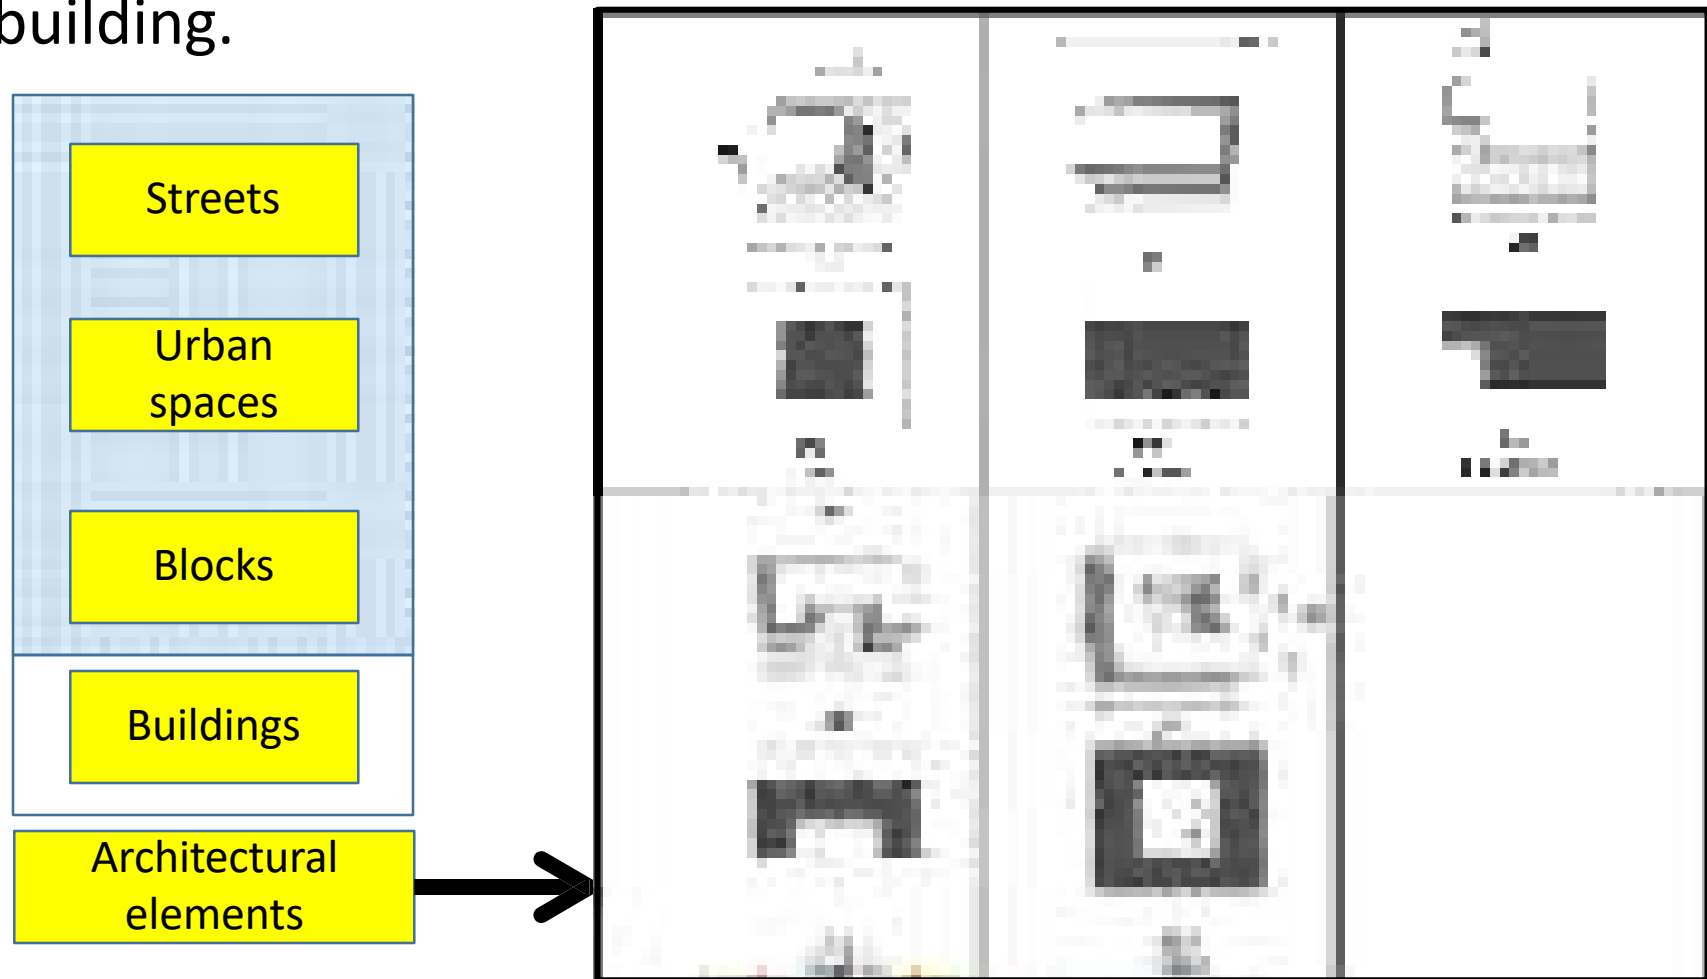 building.
Streets
Urban
spaces
Blocks
Buildings
Architectural
elements